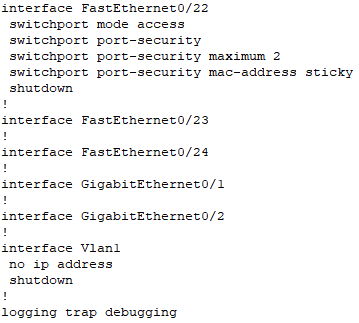 interface FastEthernet0/22
 switchport mode access
 switchport port-security
 switchport port-security maximum 2
 switchport port-security mac-address sticky
 shutdown
!
interface FastEthernet0/23
!
interface FastEthernet0/24
!
interface GigabitEthernet0/1
!
interface GigabitEthernet0/2
!
interface Vlan1
 no ip address
 shutdown
!
logging trap debugging